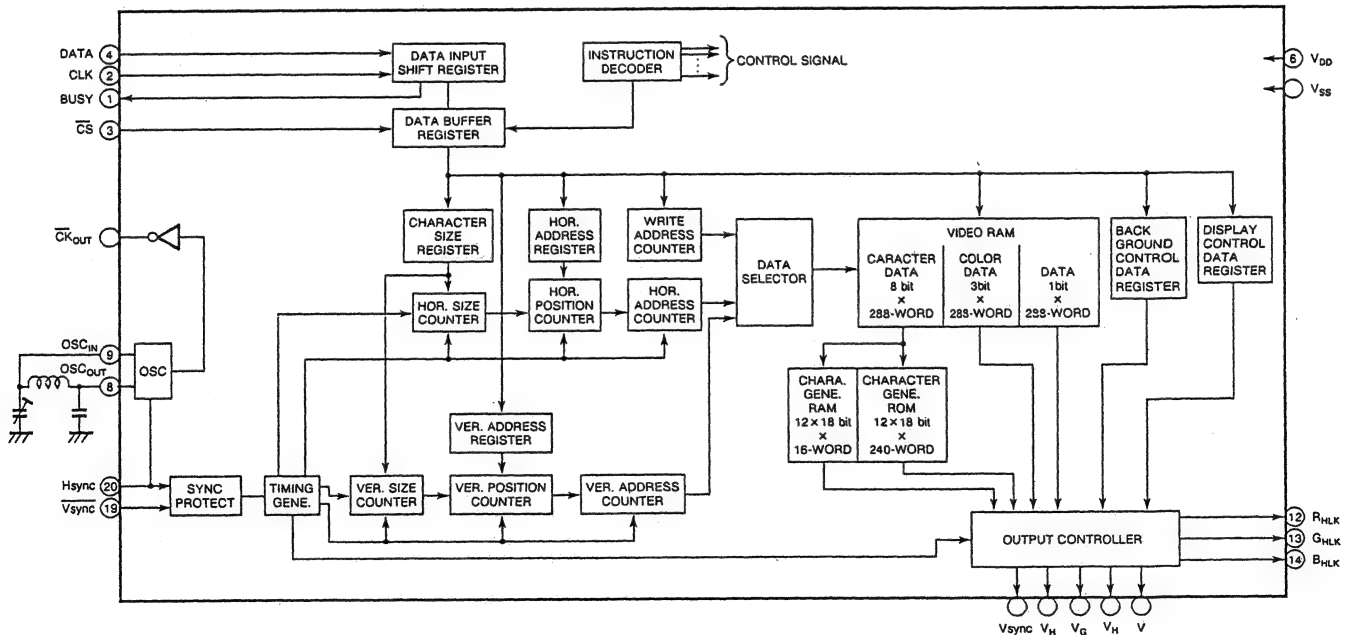 DATA 4
CLK 2
BUSY 1
CS 3
DATA INPUT
SHIFT REGISTER
INSTRUCTION
DECODER
CONTROL SIGNAL
6 VDD
VSS
DATA BUFFER
REGISTER
CKOUT
CHARACTER
SIZE
REGISTER
HOR.
ADDRESS
REGISTER
WRITE
ADDRESS
COUNTER
DATA
SELECTOR
VIDEO RAM
CARACTER
DATA
8 bit
×
288-WORD
COLOR
DATA
3bit
×
288-WORD
DATA
1bit
×
288-WORD
BACK
GROUND
CONTROL
DATA
REGISTER
DISPLAY
CONTROL
DATA
REGISTER
HOR. SIZE
COUNTER
HOR.
POSITION
COUNTER
HOR.
ADDRESS
COUNTER
OSCIN 9
OSCOUT 8
OSC
CHARA.
GENE.
RAM
12×18 bit
×
16-WORD
CHARACTER
GENE.
ROM
12×18 bit
×
240-WORD
VER. ADDRESS
REGISTER
Hsync 20
Vsync 19
SYNC
PROTECT
TIMING
GENE.
VER. SIZE
COUNTER
VER. POSITION
COUNTER
VER. ADDRESS
COUNTER
OUTPUT CONTROLLER
12 RHLK
13 GHLK
14 BHLK
Vsync VH VG VH V